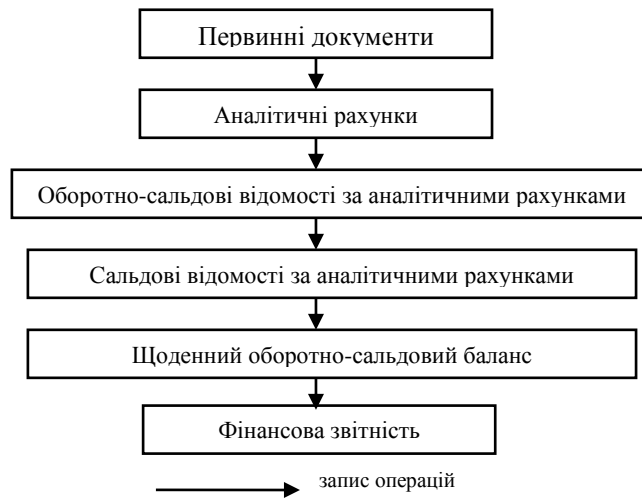 Первинні документи
Аналітичні рахунки
Оборотно-сальдові відомості за аналітичними рахунками
Сальдові відомості за аналітичними рахунками
Щоденний оборотно-сальдовий баланс
Фінансова звітність
запис операцій